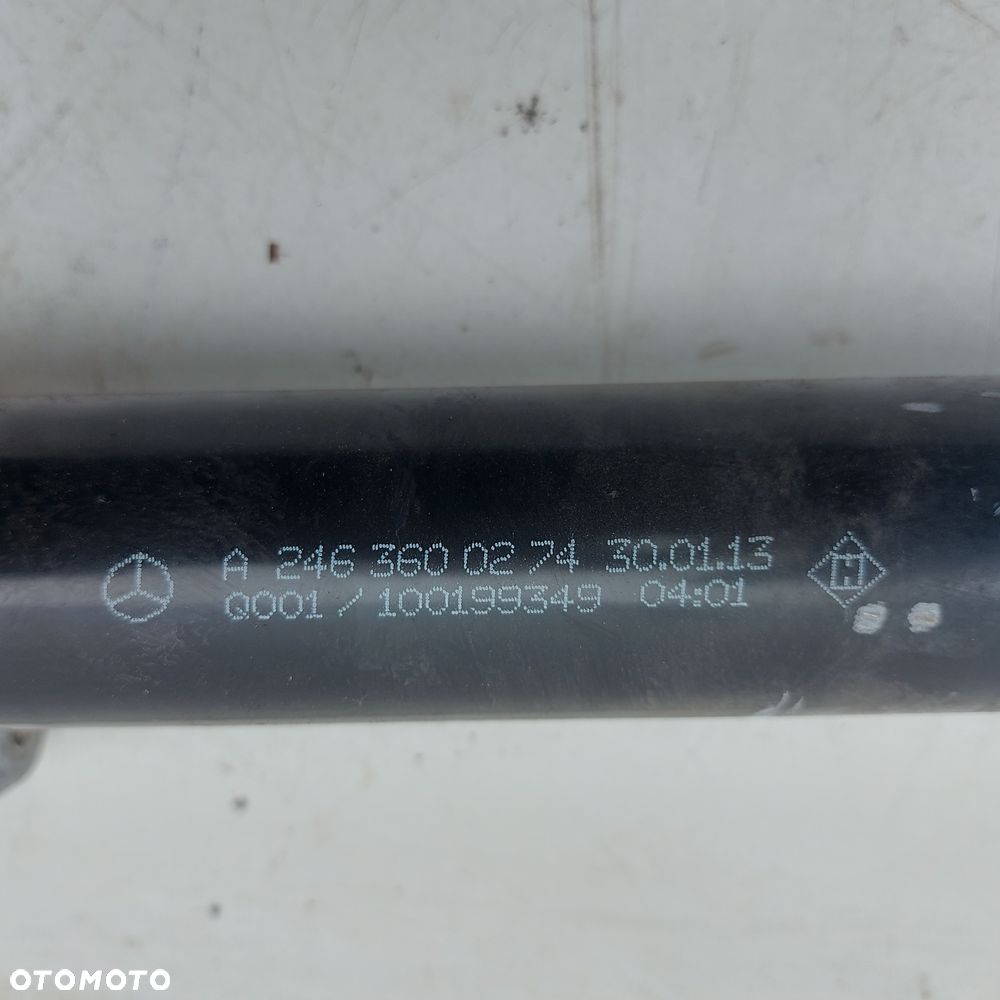 A 246 360 02 74 30.01.13
Q001 / 100199349 04:01
H
OTOMOTO